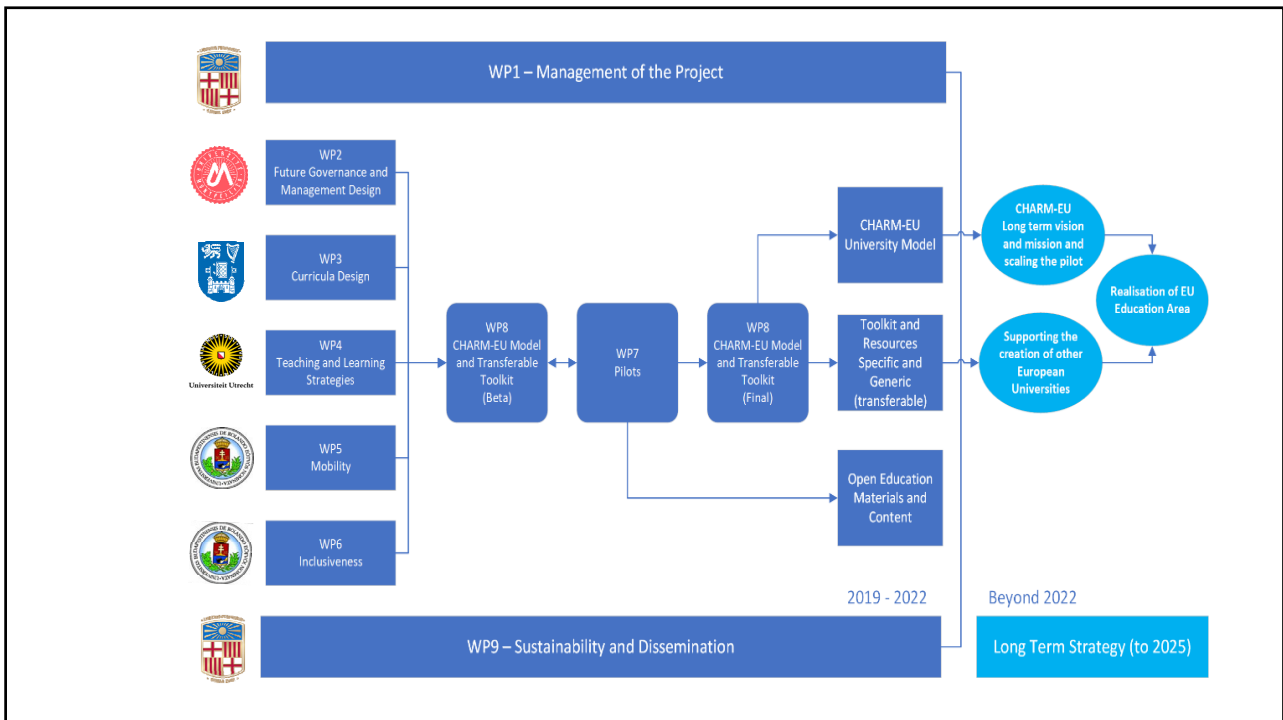 WP1 – Management of the Project
WP2
Future Governance and
Management Design
WP3
Curricula Design
WP4
Teaching and Learning
Strategies
Universiteit Utrecht
WP5
Mobility
WP6
Inclusiveness
WP8
CHARM-EU Model
and Transferable
Toolkit
(Beta)
WP7
Pilots
WP8
CHARM-EU Model
and Transferable
Toolkit
(Final)
CHARM-EU
University Model
Toolkit and
Resources
Specific and
Generic
(transferable)
Open Education
Materials and
Content
CHARM-EU
Long term vision
and mission and
scaling the pilot
Supporting the
creation of other
European
Universities
Realisation of EU
Education Area
2019 - 2022
Beyond 2022
WP9 – Sustainability and Dissemination
Long Term Strategy (to 2025)